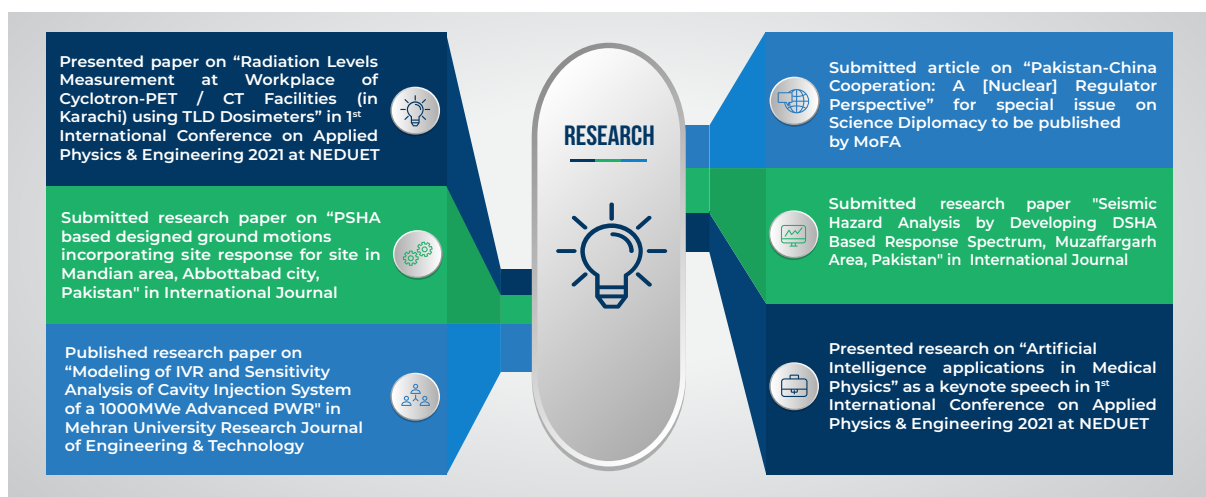 Presented paper on “Radiation Levels
Measurement at Workplace of
Cyclotron-PET / CT Facilities (in
Karachi) using TLD Dosimeters” in 1st
International Conference on Applied
Physics & Engineering 2021 at NEDUET
Submitted research paper on “PSHA
based designed ground motions
incorporating site response for site in
Mandian area, Abbottabad city,
Pakistan" in International Journal
Published research paper on
“Modeling of IVR and Sensitivity
Analysis of Cavity Injection System
of a 1000MWe Advanced PWR" in
Mehran University Research Journal
of Engineering & Technology
RESEARCH
Submitted article on “Pakistan-China
Cooperation: A [Nuclear] Regulator
Perspective” for special issue on
Science Diplomacy to be published
by MoFA
Submitted research paper "Seismic
Hazard Analysis by Developing DSHA
Based Response Spectrum, Muzaffargarh
Area, Pakistan" in International Journal
Presented research on “Artificial
Intelligence applications in Medical
Physics” as a keynote speech in 1st
International Conference on Applied
Physics & Engineering 2021 at NEDUET